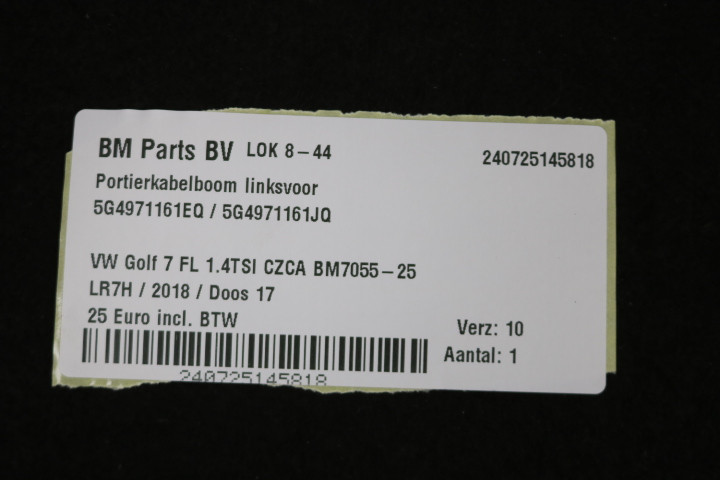 BM Parts BV LOK 8-44 240725145818
Portierkabelboom linksvoor
5G4971161EQ / 5G4971161JQ
VW Golf 7 FL 1.4TSI CZCA BM7055-25
LR7H / 2018 / Doos 17
25 Euro incl. BTW
Verz: 10
Aantal: 1
240725145818